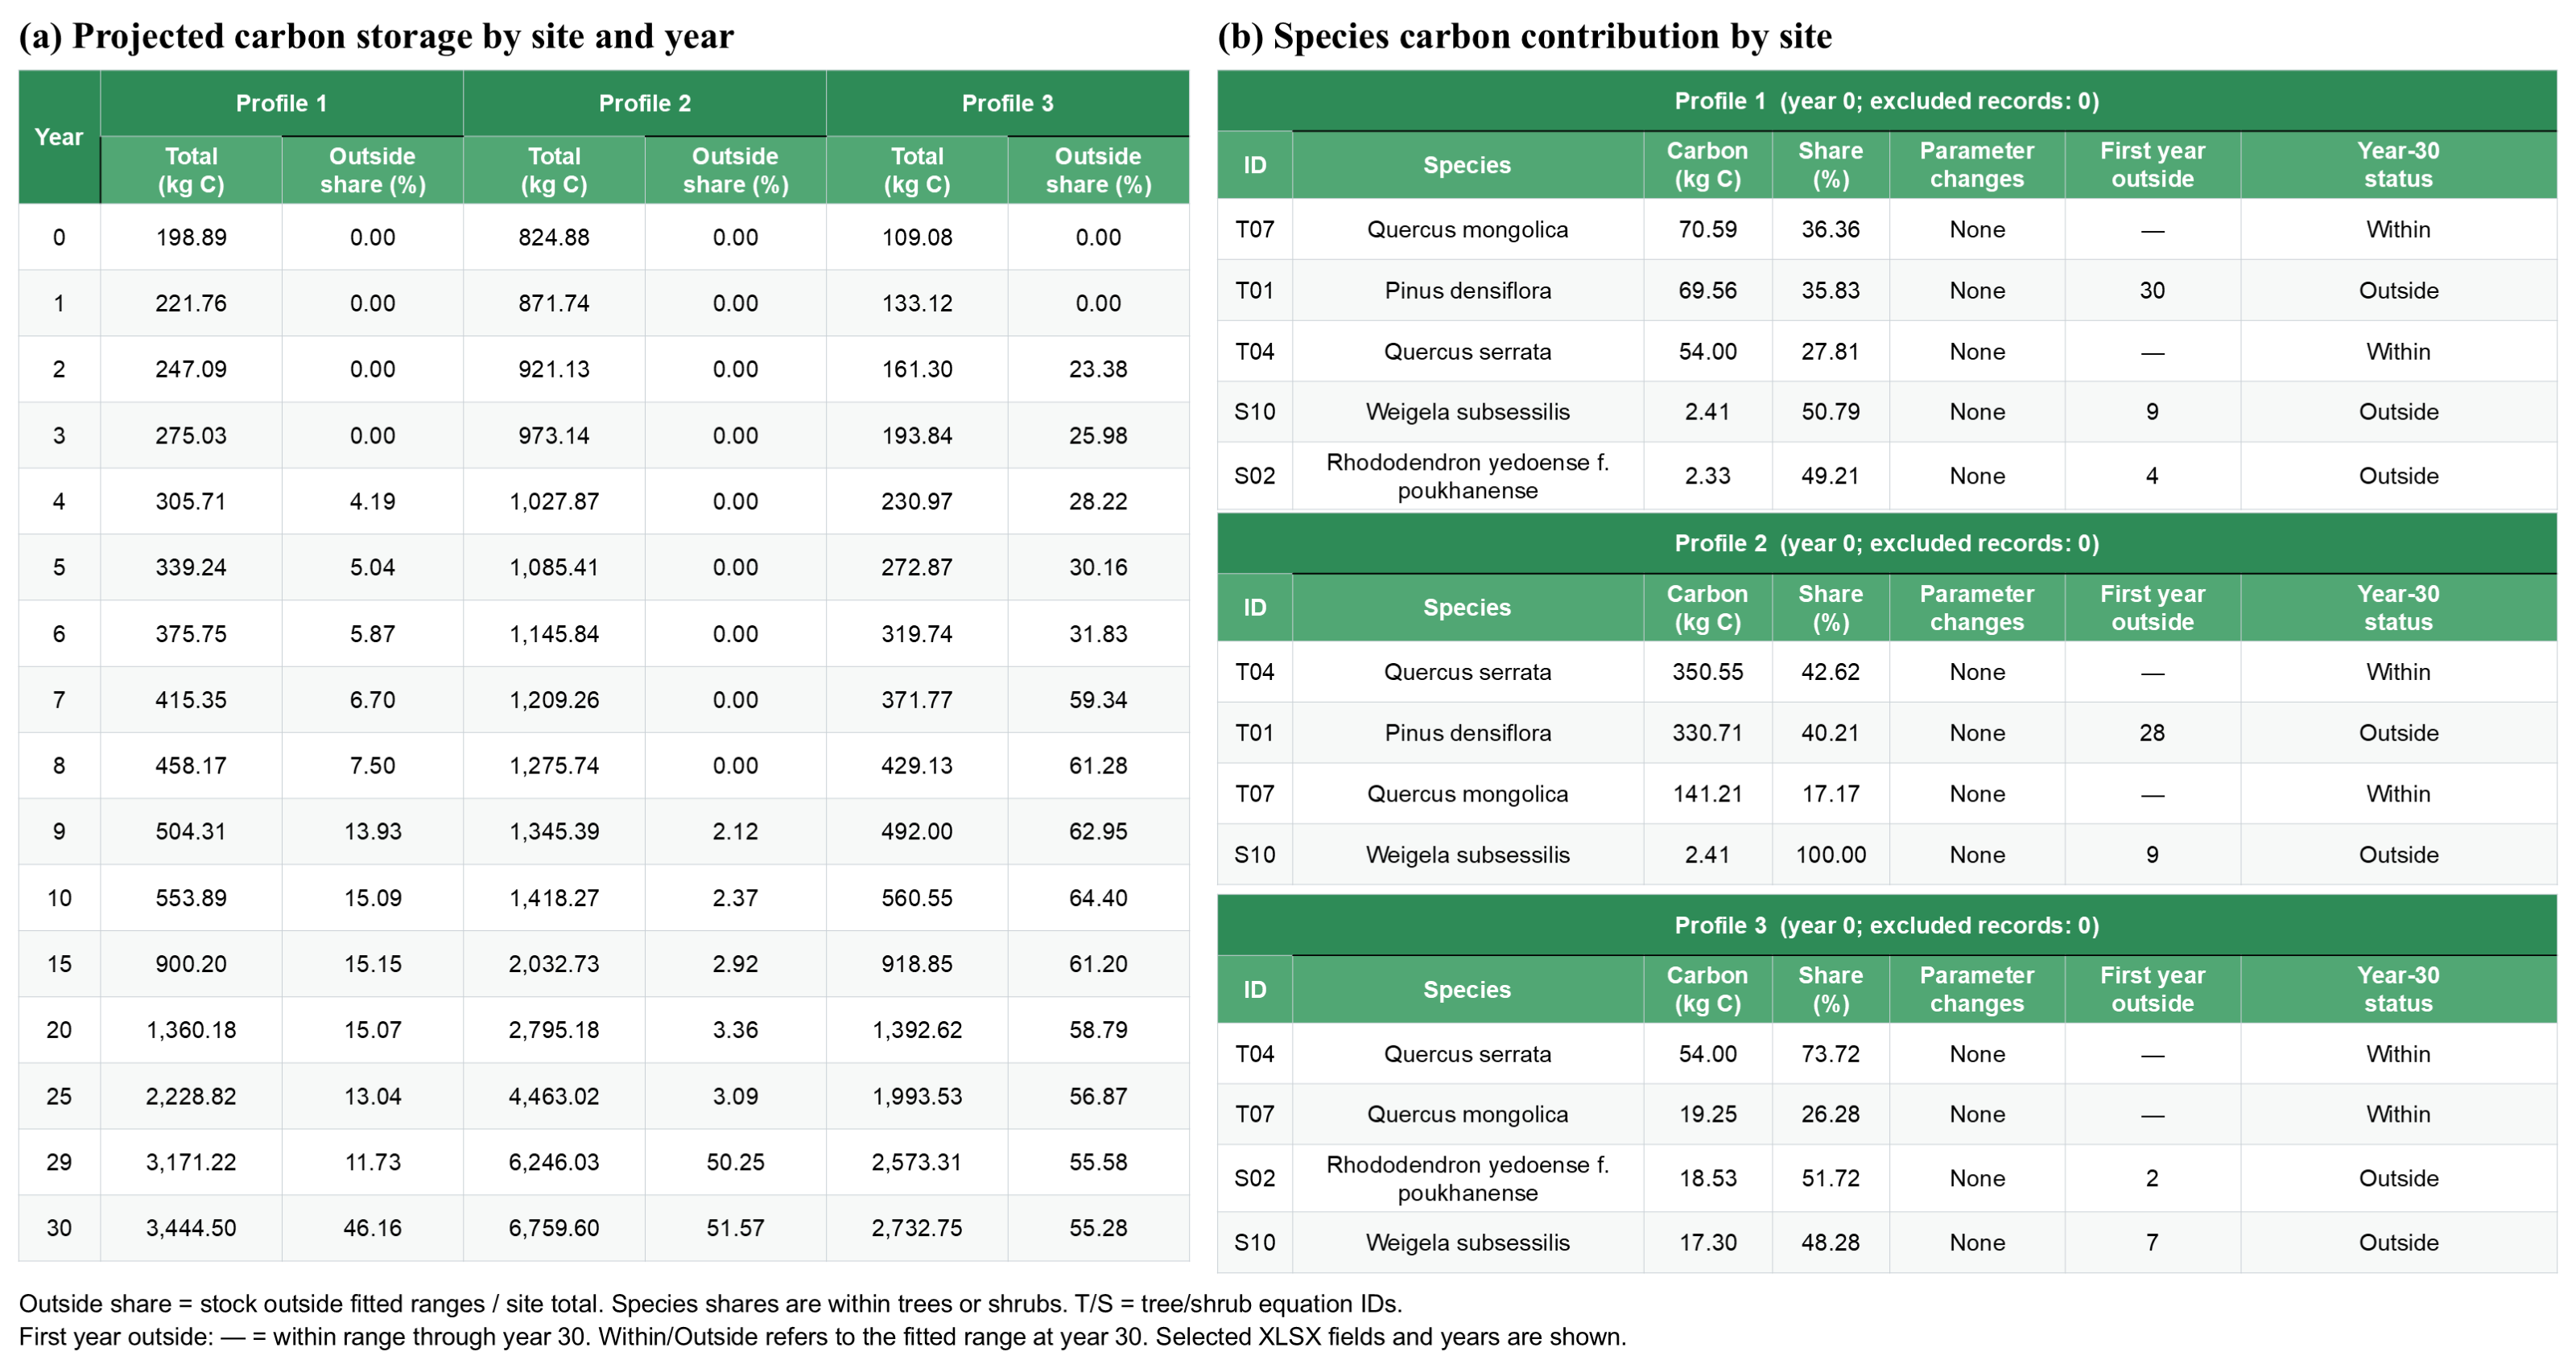 (a) Projected carbon storage by site and year
Year Profile 1 Profile 2 Profile 3
Total (kg C) Outside share (%) Total (kg C) Outside share (%) Total (kg C) Outside share (%)
0 198.89 0.00 824.88 0.00 109.08 0.00
1 221.76 0.00 871.74 0.00 133.12 0.00
2 247.09 0.00 921.13 0.00 161.30 23.38
3 275.03 0.00 973.14 0.00 193.84 25.98
4 305.71 4.19 1,027.87 0.00 230.97 28.22
5 339.24 5.04 1,085.41 0.00 272.87 30.16
6 375.75 5.87 1,145.84 0.00 319.74 31.83
7 415.35 6.70 1,209.26 0.00 371.77 59.34
8 458.17 7.50 1,275.74 0.00 429.13 61.28
9 504.31 13.93 1,345.39 2.12 492.00 62.95
10 553.89 15.09 1,418.27 2.37 560.55 64.40
15 900.20 15.15 2,032.73 2.92 918.85 61.20
20 1,360.18 15.07 2,795.18 3.36 1,392.62 58.79
25 2,228.82 13.04 4,463.02 3.09 1,993.53 56.87
29 3,171.22 11.73 6,246.03 50.25 2,573.31 55.58
30 3,444.50 46.16 6,759.60 51.57 2,732.75 55.28
(b) Species carbon contribution by site
Profile 1 (year 0; excluded records: 0)
ID Species Carbon (kg C) Share (%) Parameter changes First year outside Year-30 status
T07 Quercus mongolica 70.59 36.36 None — Within
T01 Pinus densiflora 69.56 35.83 None 30 Outside
T04 Quercus serrata 54.00 27.81 None — Within
S10 Weigela subsessilis 2.41 50.79 None 9 Outside
S02 Rhododendron yedoense f. poukhanense 2.33 49.21 None 4 Outside
Profile 2 (year 0; excluded records: 0)
ID Species Carbon (kg C) Share (%) Parameter changes First year outside Year-30 status
T04 Quercus serrata 350.55 42.62 None — Within
T01 Pinus densiflora 330.71 40.21 None 28 Outside
T07 Quercus mongolica 141.21 17.17 None — Within
S10 Weigela subsessilis 2.41 100.00 None 9 Outside
Profile 3 (year 0; excluded records: 0)
ID Species Carbon (kg C) Share (%) Parameter changes First year outside Year-30 status
T04 Quercus serrata 54.00 73.72 None — Within
T07 Quercus mongolica 19.25 26.28 None — Within
S02 Rhododendron yedoense f. poukhanense 18.53 51.72 None 2 Outside
S10 Weigela subsessilis 17.30 48.28 None 7 Outside
Outside share = stock outside fitted ranges / site total. Species shares are within trees or shrubs. T/S = tree/shrub equation IDs.
First year outside: — = within range through year 30. Within/Outside refers to the fitted range at year 30. Selected XLSX fields and years are shown.